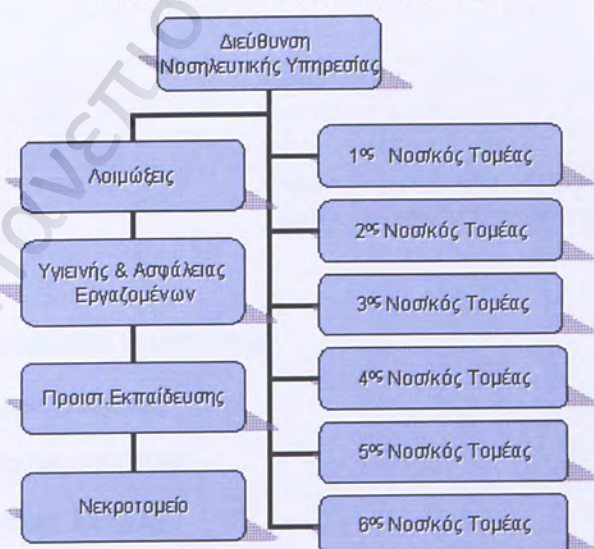 Διεύθυνση
Νοσηλευτικής Υπηρεσίας
Λοιμώξεις
Υγιεινής & Ασφάλειας
Εργαζομένων
Προιστ.Εκπαίδευσης
Νεκροτομείο
1ος Νοσ/κός Τομέας
2ος Νοσ/κός Τομέας
3ος Νοσ/κός Τομέας
4ος Νοσ/κός Τομέας
5ος Νοσ/κός Τομέας
6ος Νοσ/κός Τομέας